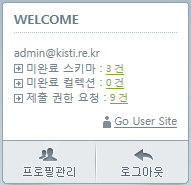 WELCOME
admin@kisti.re.kr
미완료 스키마 : 3 건
미완료 컬렉션 : 0 건
제출 권한 요청 : 9 건
Go User Site
프로필관리 로그아웃